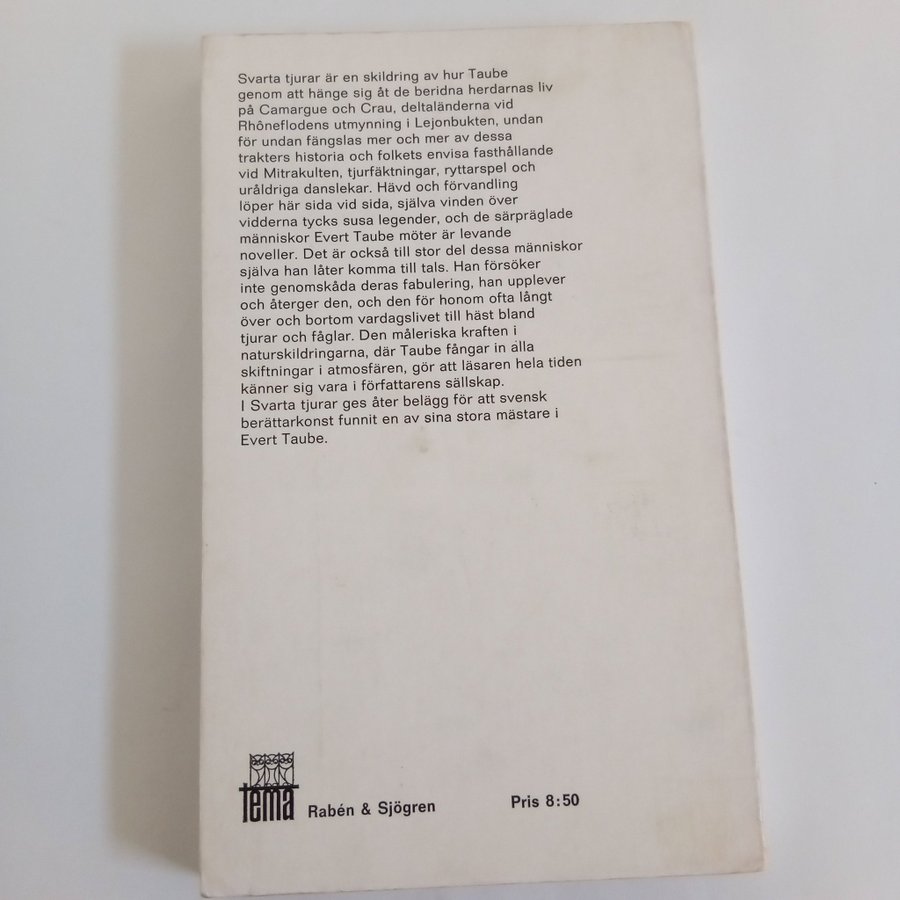 Svarta tjurar är en skildring av hur Taube
genom att hänge sig åt de beridna herdarnas liv
på Camargue och Crau, deltaländerna vid
Rhôneflodens utmynning i Lejonbukten, undan
för undan fängslas mer och mer av dessa
trakters historia och folkets envisa fasthållande
vid Mitrakulten, tjurfäktningar, ryttarspel och
uråldriga danslekar. Hävd och förvandling
löper här sida vid sida, själva vinden över
vidderna tycks susa legender, och de särpräglade
människor Evert Taube möter är levande
noveller. Det är också till stor del dessa människor
själva han låter komma till tals. Han försöker
inte genomskåda deras fabulering, han upplever
och återger den, och den för honom ofta långt
över och bortom vardagslivet till häst bland
tjurar och fåglar. Den måleriska kraften i
naturskildringarna, där Taube fångar in alla
skiftningar i atmosfären, gör att läsaren hela tiden
känner sig vara i författarens sällskap.
I Svarta tjurar ges åter belägg för att svensk
berättarkonst funnit en av sina stora mästare i
Evert Taube.
tema Rabén & Sjögren Pris 8:50